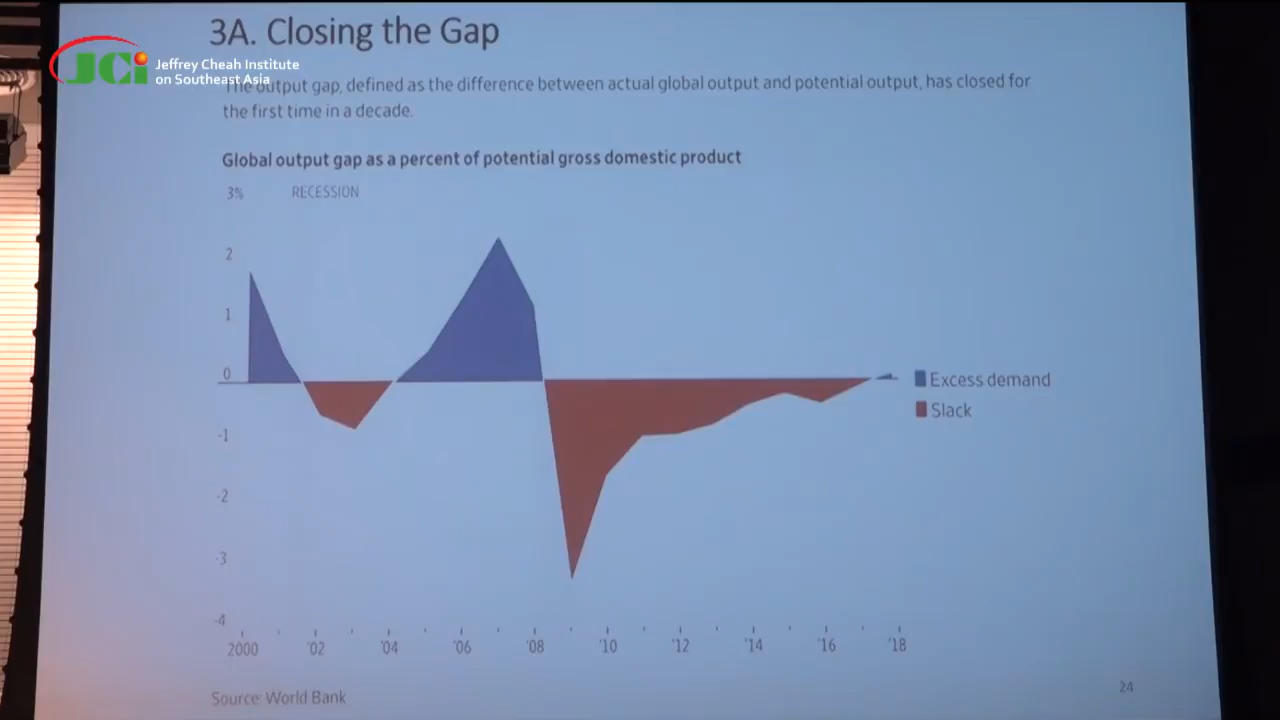 3A. Closing the Gap
JCi
Jeffrey Cheah Institute
on Southeast Asia
The output gap, defined as the difference between actual global output and potential output, has closed for
the first time in a decade.
Global output gap as a percent of potential gross domestic product
3% RECESSION
2
1
0
Excess demand
Slack
-1
-2
-3
-4
2000 '02 '04 '06 '08 '10 '12 '14 '16 '18
Source: World Bank
24